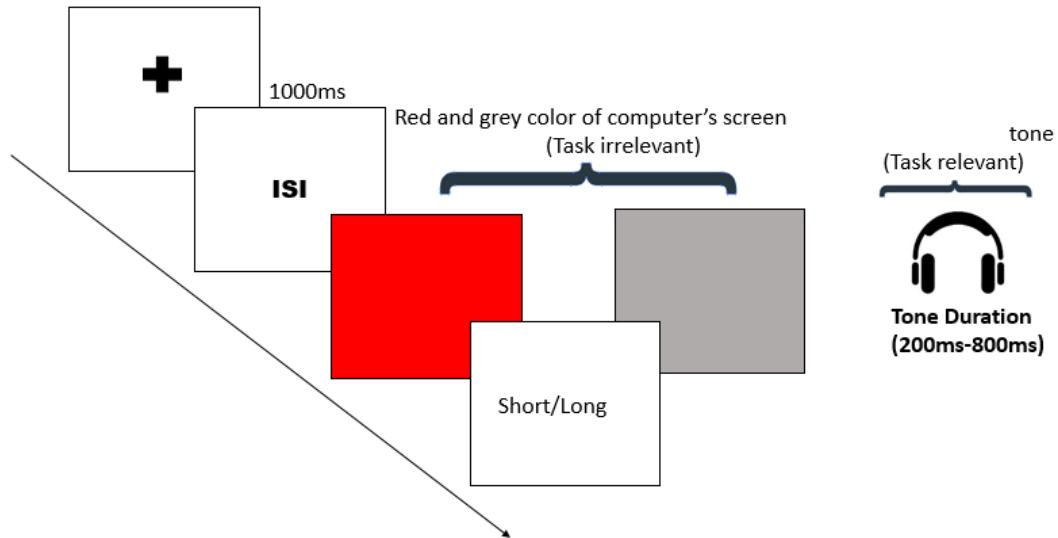 1000ms
ISI
Red and grey color of computer’s screen
(Task irrelevant)
tone
(Task relevant)
Tone Duration
(200ms-800ms)
Short/Long